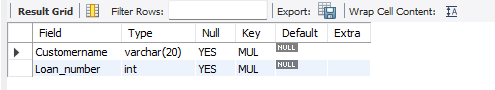 Result Grid Filter Rows: Export: Wrap Cell Content: IA
Field Type Null Key Default Extra
Customername varchar(20) YES MUL NULL
Loan_number int YES MUL NULL